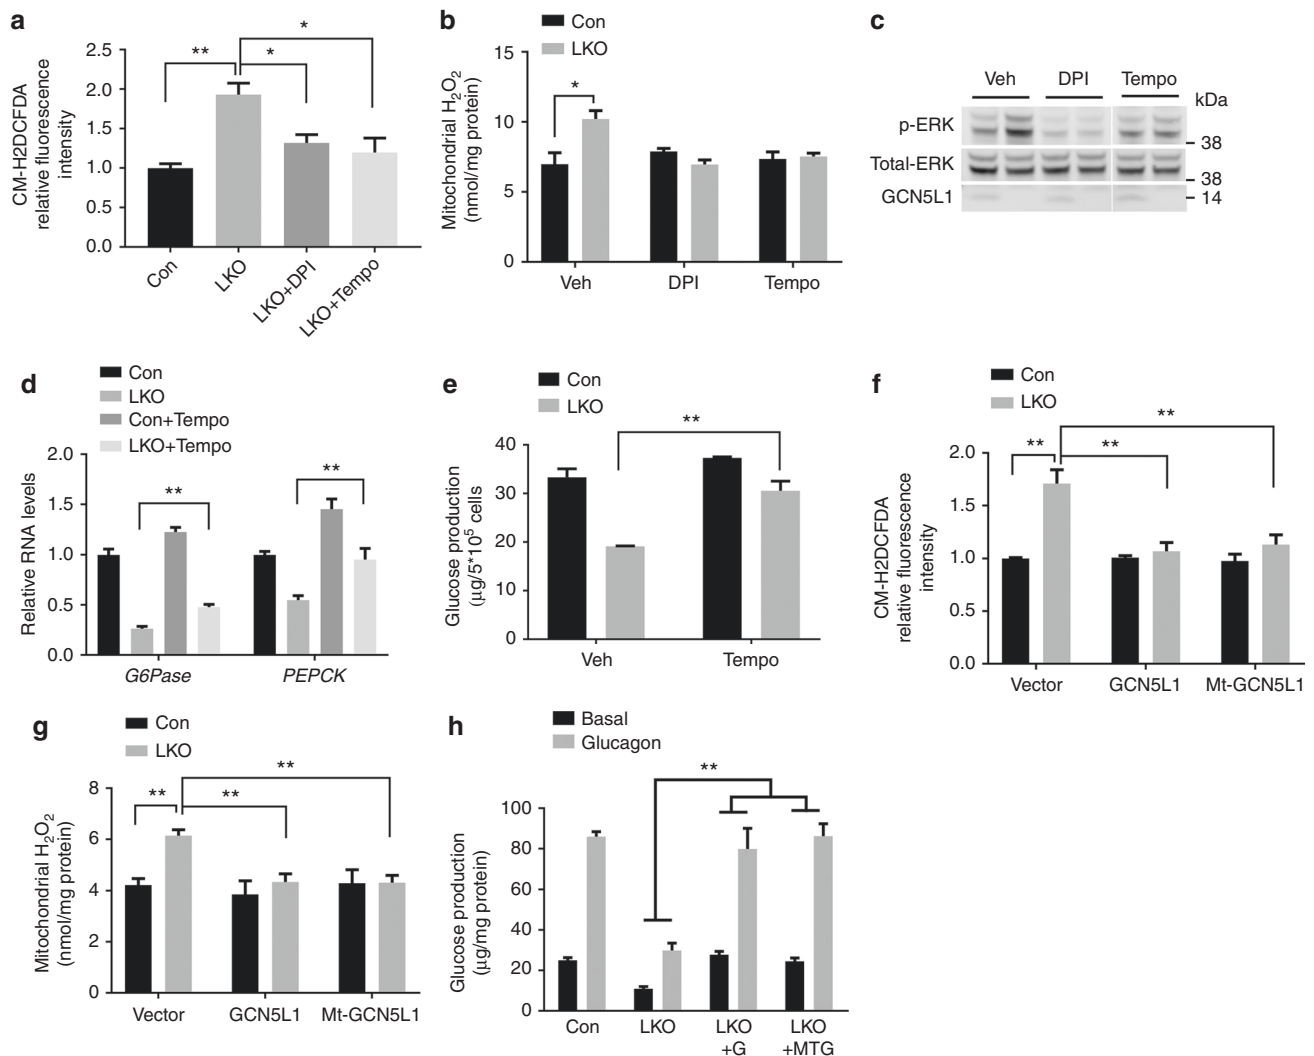 a
CM-H2DCFDA
relative fluorescence
intensity
2.5
2.0
1.5
1.0
0.5
0.0
**
*
*
Con
LKO
LKO+DPI
LKO+Tempo
b
Con
LKO
Mitochondrial H₂O₂
(nmol/mg protein)
15
10
5
0
*
Veh
DPI
Tempo
c
Veh DPI Tempo
kDa
p-ERK
38
Total-ERK
38
GCN5L1
14
d
Con
LKO
Con+Tempo
LKO+Tempo
Relative RNA levels
2.0
1.5
1.0
0.5
0.0
**
**
G6Pase
PEPCK
e
Con
LKO
Glucose production
(μg/5*10⁵ cells
40
30
20
10
0
**
Veh
Tempo
f
Con
LKO
CM-H2DCFDA
relative fluorescence
intensity
2.0
1.5
1.0
0.5
0.0
**
**
**
Vector
GCN5L1
Mt-GCN5L1
g
Con
LKO
Mitochondrial H₂O₂
(nmol/mg protein)
8
6
4
2
0
**
**
**
Vector
GCN5L1
Mt-GCN5L1
h
Basal
Glucagon
Glucose production
(μg/mg protein)
100
80
60
40
20
0
**
Con
LKO
LKO
+G
LKO
+MTG